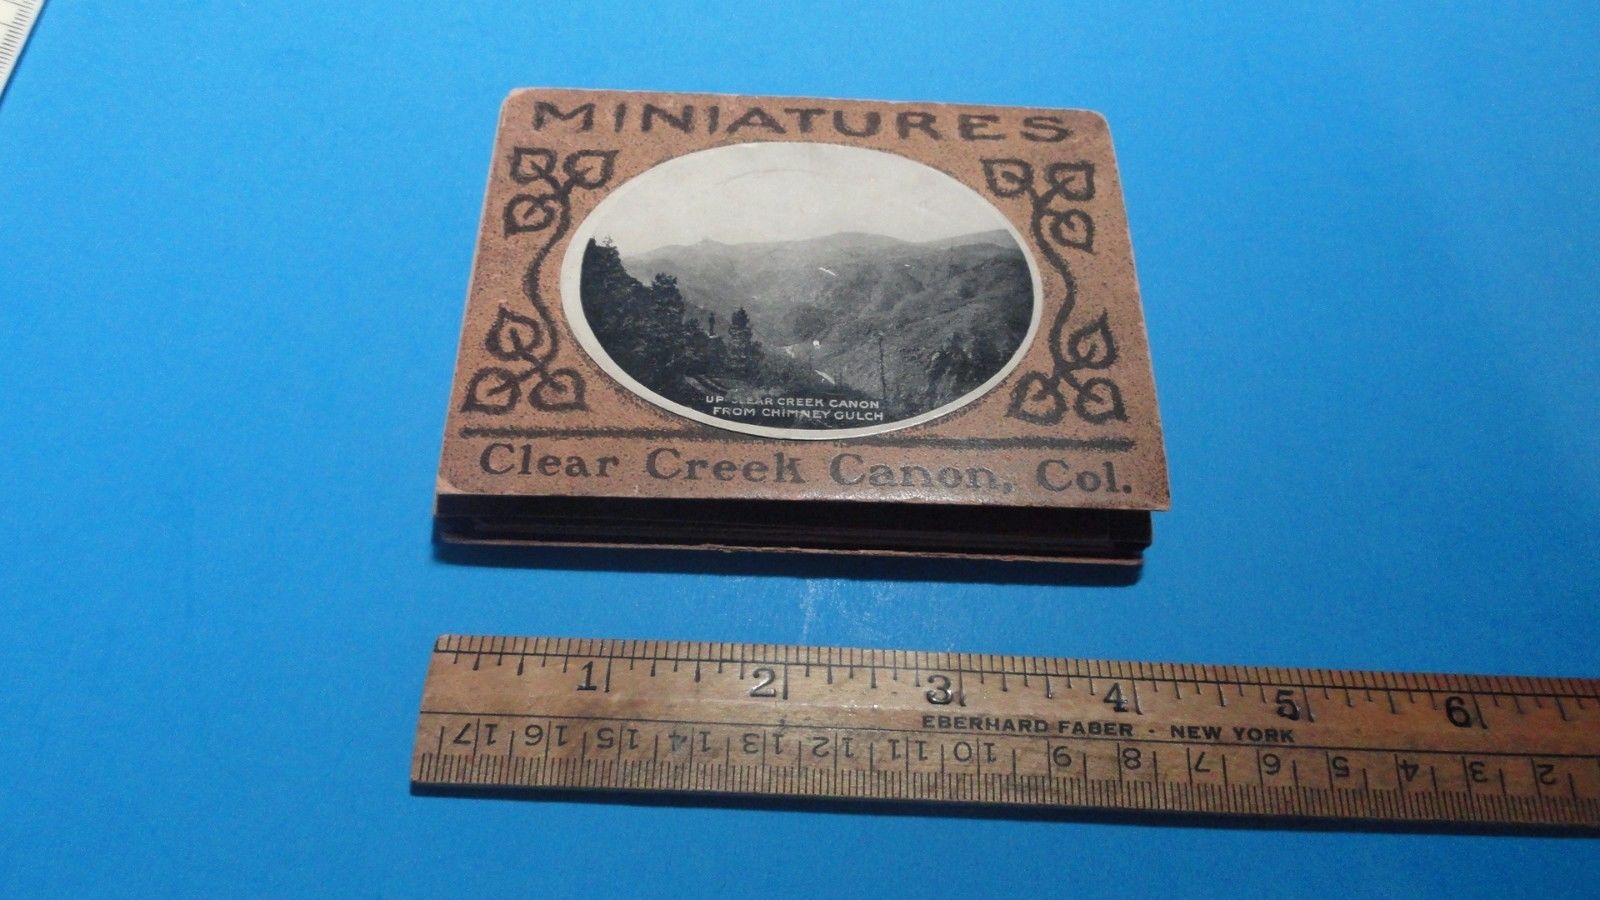 MINIATURES
UP CLEAR CREEK CANON
FROM CHIMNEY GULCH
Clear Creek Canon, Col.
1 2 3 4 5 6
EBERHARD FABER - NEW YORK
17 16 15 14 13 12 11 10 9 8 7 6 5 4 3 2